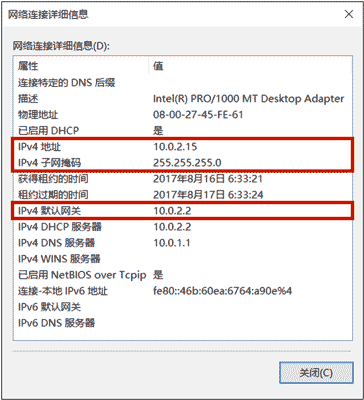 网络连接详细信息
网络连接详细信息(D):
属性 值
连接特定的 DNS 后缀
描述 Intel(R) PRO/1000 MT Desktop Adapter
物理地址 08-00-27-45-FE-61
已启用 DHCP 是
IPv4 地址 10.0.2.15
IPv4 子网掩码 255.255.255.0
获得租约的时间 2017年8月16日 6:33:21
租约过期的时间 2017年8月17日 6:33:24
IPv4 默认网关 10.0.2.2
IPv4 DHCP 服务器 10.0.2.2
IPv4 DNS 服务器 10.0.1.1
IPv4 WINS 服务器
已启用 NetBIOS over Tcpip 是
连接-本地 IPv6 地址 fe80::46b:60ea:6764:a90e%4
IPv6 默认网关
IPv6 DNS 服务器
关闭(C)